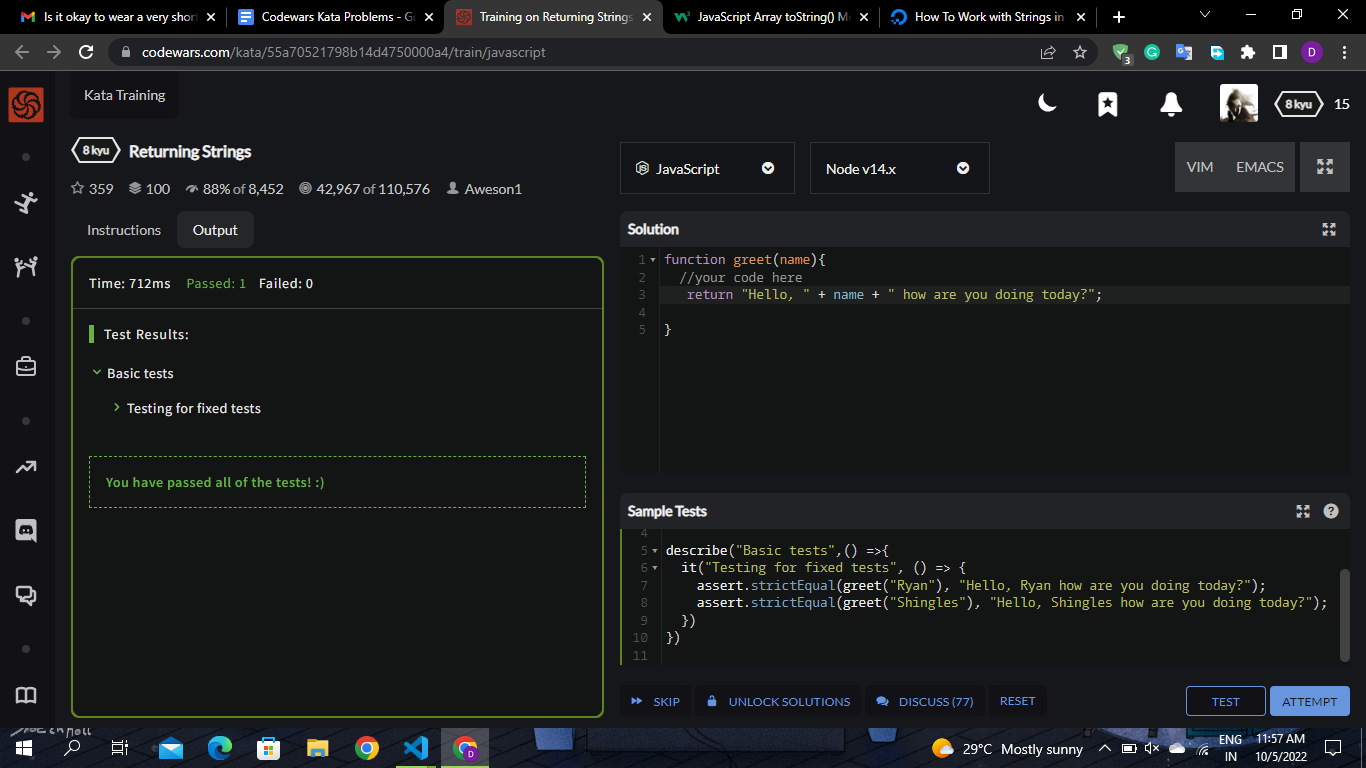 Is it okay to wear a very shor
Codewars Kata Problems - Go
Training on Returning Strings
JavaScript Array toString() Me
How To Work with Strings in
codewars.com/kata/55a70521798b14d4750000a4/train/javascript
3
D
Kata Training
8 kyu
15
8 kyu Returning Strings
359 100 88% of 8,452 42,967 of 110,576 Aweson1
JavaScript
Node v14.x
VIM EMACS
Instructions Output
Time: 712ms Passed: 1 Failed: 0
Test Results:
Basic tests
Testing for fixed tests
You have passed all of the tests! :)
Solution
1 function greet(name){
2 //your code here
3 return "Hello, " + name + " how are you doing today?";
4
5 }
Sample Tests
?
4
5 describe("Basic tests",() =>{
6 it("Testing for fixed tests", () => {
7 assert.strictEqual(greet("Ryan"), "Hello, Ryan how are you doing today?");
8 assert.strictEqual(greet("Shingles"), "Hello, Shingles how are you doing today?");
9 })
10 })
11
SKIP UNLOCK SOLUTIONS DISCUSS (77) RESET TEST ATTEMPT
D
29°C Mostly sunny
ENG
IN
11:57 AM
10/5/2022